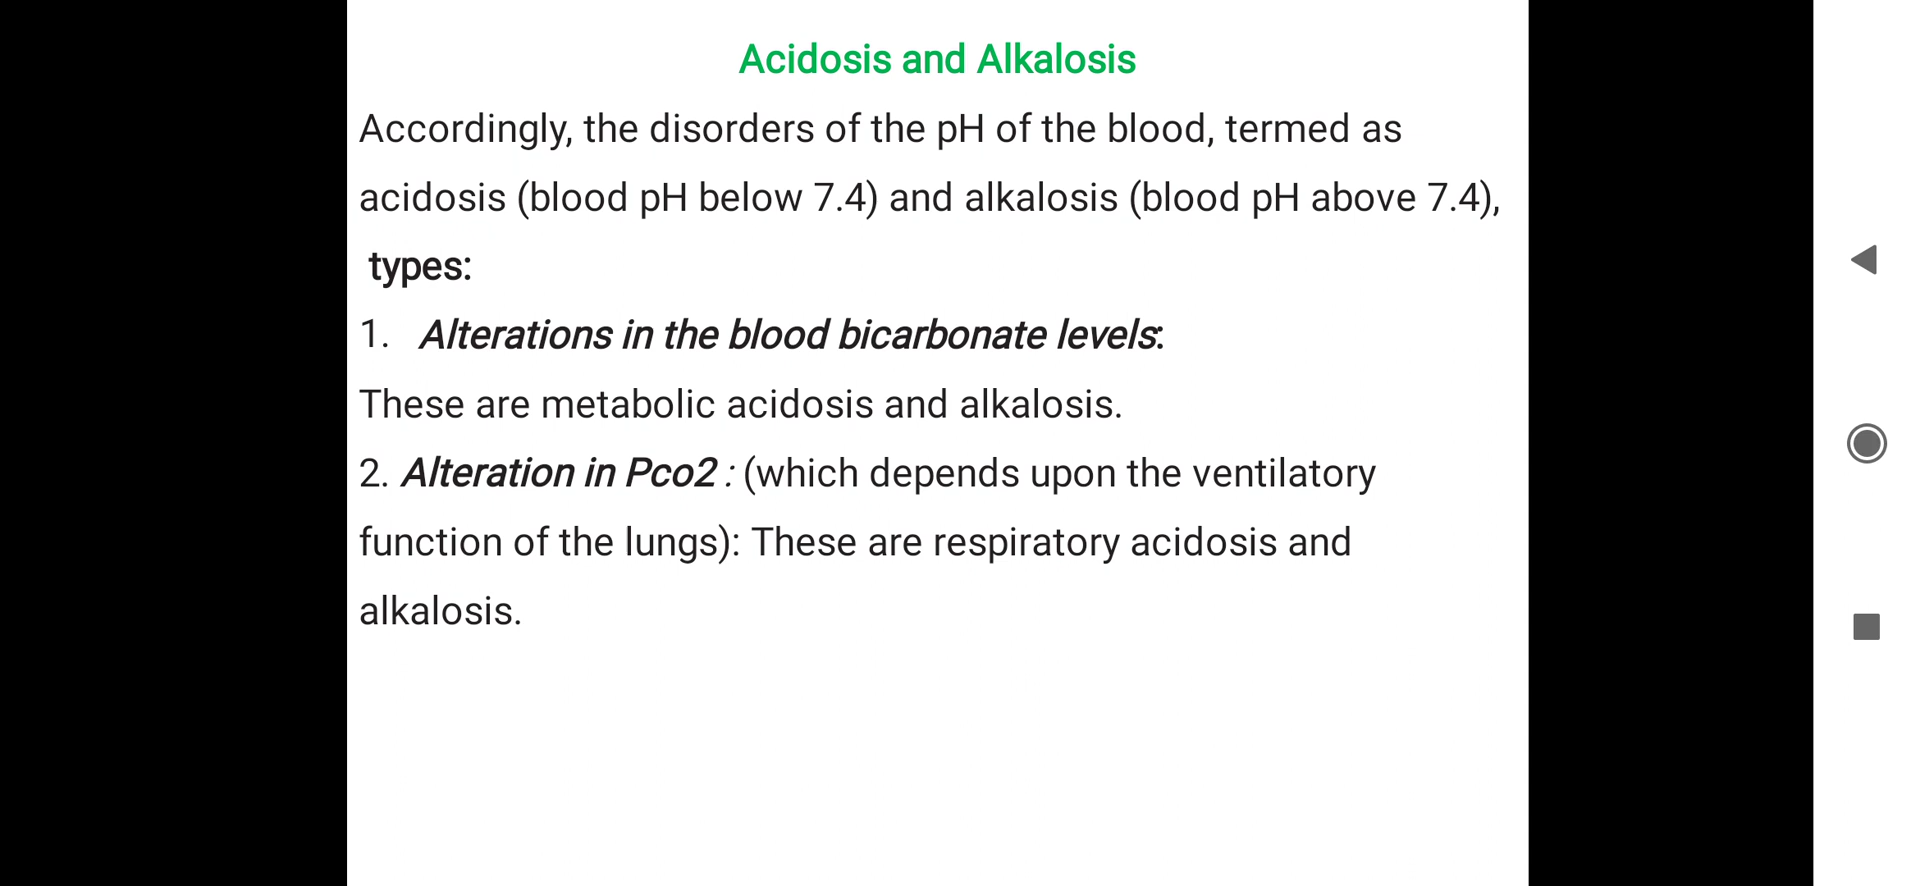 Acidosis and Alkalosis
Accordingly, the disorders of the pH of the blood, termed as
acidosis (blood pH below 7.4) and alkalosis (blood pH above 7.4),
types:
1. Alterations in the blood bicarbonate levels:
These are metabolic acidosis and alkalosis.
2. Alteration in Pco2 : (which depends upon the ventilatory
function of the lungs): These are respiratory acidosis and
alkalosis.